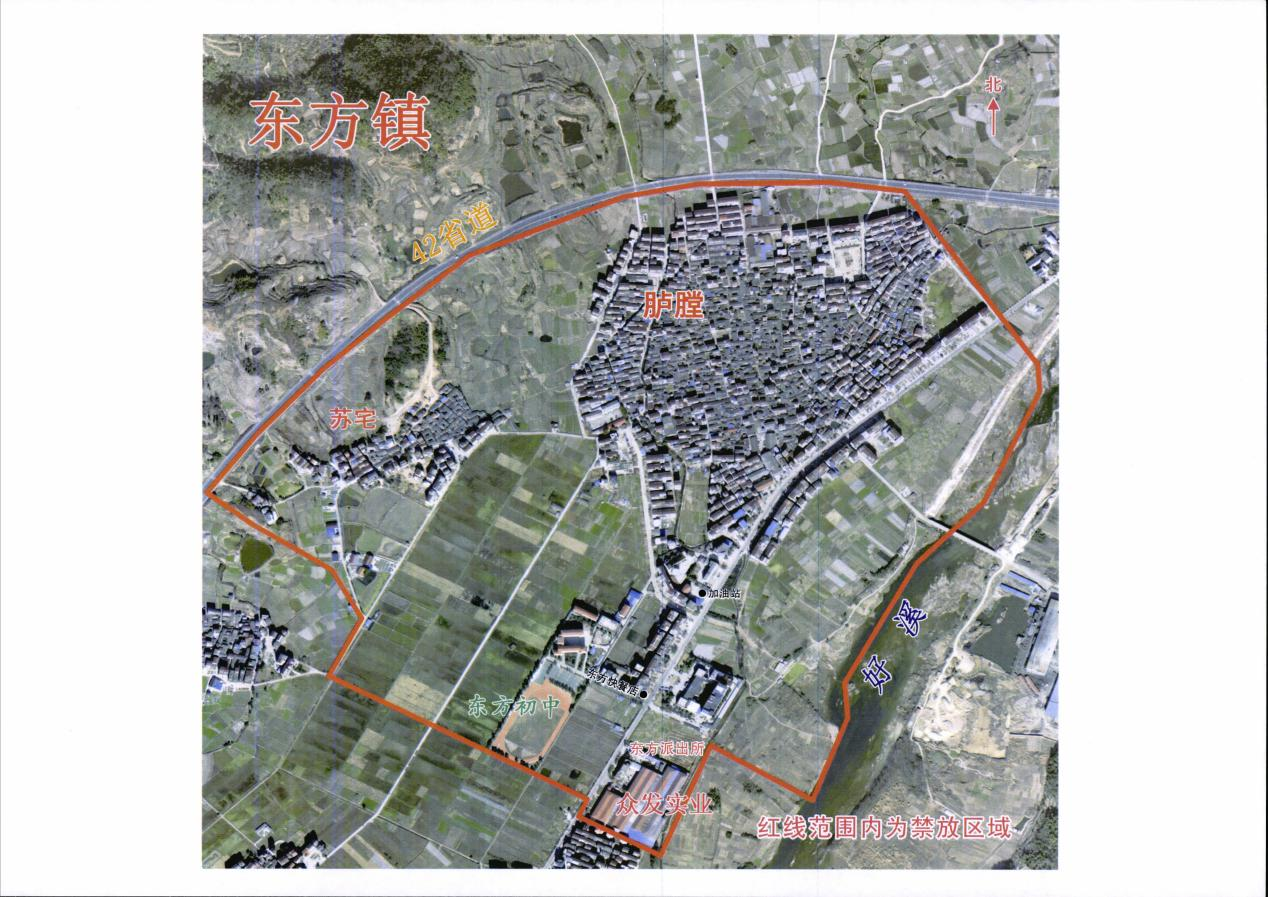 东方镇
北
42省道
胪膛
苏宅
加油站
好溪
东方快餐店
东方初中
东方派出所
众发实业
红线范围内为禁放区域